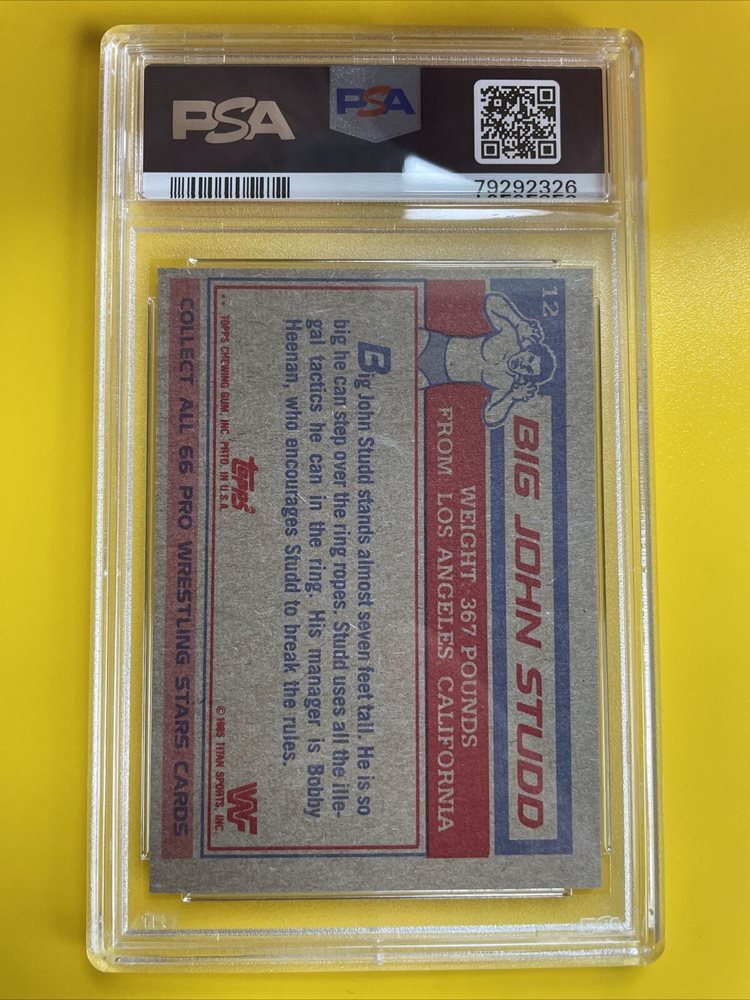 PSA
PSA
79292326
12
BIG JOHN STUDD
WEIGHT 367 POUNDS
FROM LOS ANGELES, CALIFORNIA
Big John Studd stands almost seven feet tall. He is so
big he can step over the ring ropes. Studd uses all the ille-
gal tactics he can in the ring. His manager is Bobby
Heenan, who encourages Studd to break the rules.
topps®
WF
** TOPPS CHEWING GUM, INC. PRTD. IN U.S.A.
© 1985 TITAN SPORTS, INC.
COLLECT ALL 66 PRO WRESTLING STARS CARDS